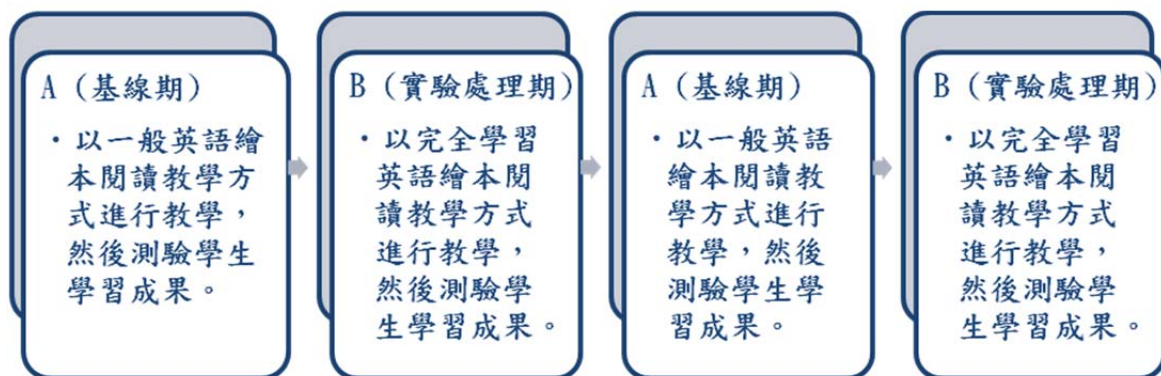 A（基線期）
・以一般英語繪
本閱讀教學方
式進行教學，
然後測驗學生
學習成果。
B（實驗處理期）
・以完全學習
英語繪本閱
讀教學方式
進行教學，
然後測驗學
生學習成果。
A（基線期）
・以一般英語
繪本閱讀教
學方式進行
教學，然後
測驗學生學
習成果。
B（實驗處理期）
・以完全學習
英語繪本閱
讀教學方式
進行教學，
然後測驗學
生學習成果。